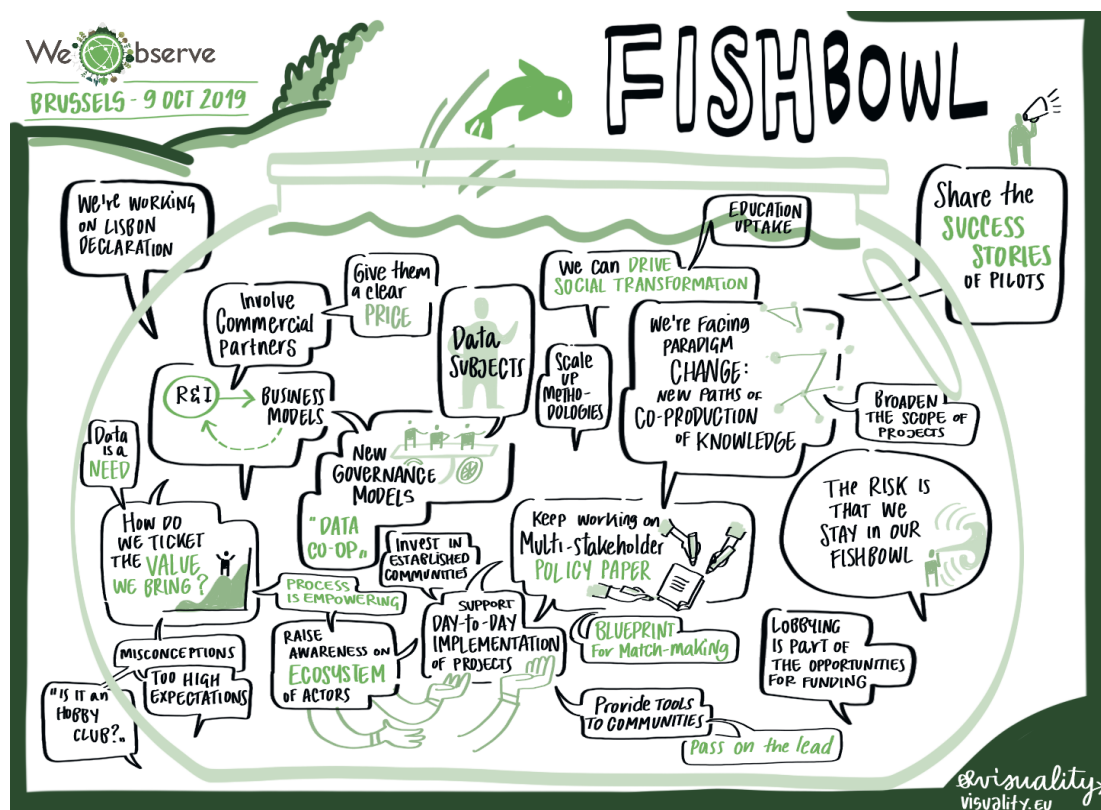 We Observe
BRUSSELS - 9 OCT 2019
FISHBOWL
We're WORKING
ON LISBON
DECLARATION
Share the
SUCCESS
STORIES
OF PILOTS
EDUCATION
UPTAKE
We can DRIVE
SOCIAL TRANSFORMATION
Give them
a clear
PRICE
Involve
Commercial
Partners
Data
SUBJECTS
We're Facing
PARADIGM
CHANGE:
NEW PATHS OF
CO-PRODUCTION
OF KNOWLEDGE
Scale
UP
METHO-
DOLOGIES
R&I
BUSINESS
MODELS
BROADEN
THE SCOPE OF
PROJECTS
Data
is a
NEED
NEW
GOVERNANCE
MODELS
"DATA
CO-OP"
THE RISK IS
THAT WE
STAY IN OUR
FISHBOWL
HOW DO
WE TICKET
THE VALUE
WE BRING?
Keep working on
Multi-stakeholder
POLICY PAPER
INVEST IN
ESTABLISHED
COMMUNITIES
PROCESS
IS EMPOWERING
SUPPORT
DAY-to-DAY
IMPLEMENTATION
OF PROJECTS
BLUEPRINT
For Match-making
LOBBYING
IS PART OF
THE OPPORTUNITIES
FOR FUNDING
RAISE
AWARENESS ON
ECOSYSTEM
OF ACTORS
MISCONCEPTIONS
TOO HIGH
EXPECTATIONS
"IS IT AN
HOBBY
CLUB?"
Provide TOOLS
TO COMMUNITIES
Pass on the lead
visuality
visuality.eu